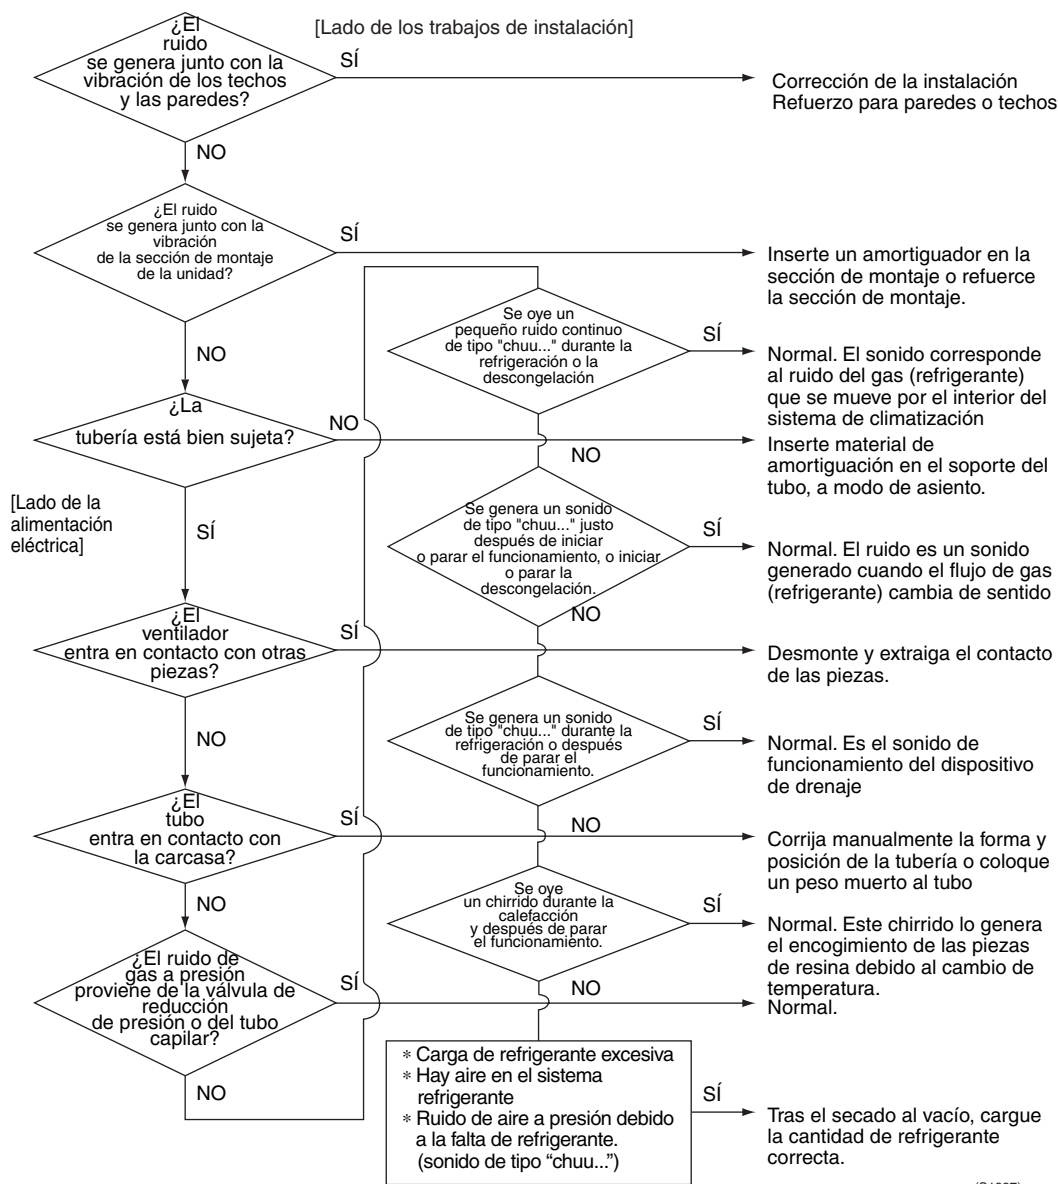 [Lado de los trabajos de instalación]
¿El
ruido
se genera junto con la
vibración de los techos
y las paredes?
SÍ
Corrección de la instalación
Refuerzo para paredes o techos
NO
¿El ruido
se genera junto con la
vibración
de la sección de montaje
de la unidad?
SÍ
Inserte un amortiguador en la
sección de montaje o refuerce
la sección de montaje.
NO
¿La
tubería está bien sujeta?
NO
Inserte material de
amortiguación en el soporte del
tubo, a modo de asiento.
[Lado de la
alimentación
eléctrica]
SÍ
¿El
ventilador
entra en contacto con otras
piezas?
SÍ
Desmonte y extraiga el contacto
de las piezas.
NO
¿El
tubo
entra en contacto con
la carcasa?
SÍ
Corrija manualmente la forma y
posición de la tubería o coloque
un peso muerto al tubo
NO
¿El ruido de
gas a presión
proviene de la válvula de
reducción
de presión o del tubo
capilar?
SÍ
Normal.
NO
Se oye un
pequeño ruido continuo
de tipo "chuu..." durante la
refrigeración o la
descongelación
SÍ
Normal. El sonido corresponde
al ruido del gas (refrigerante)
que se mueve por el interior del
sistema de climatización
NO
Se genera un sonido
de tipo "chuu..." justo
después de iniciar
o parar el funcionamiento, o iniciar
o parar la
descongelación.
SÍ
Normal. El ruido es un sonido
generado cuando el flujo de gas
(refrigerante) cambia de sentido
NO
Se genera un sonido
de tipo "chuu..." durante la
refrigeración o después
de parar el
funcionamiento.
SÍ
Normal. Es el sonido de
funcionamiento del dispositivo
de drenaje
NO
Se oye
un chirrido durante la
calefacción
y después de parar
el funcionamiento.
SÍ
Normal. Este chirrido lo genera
el encogimiento de las piezas
de resina debido al cambio de
temperatura.
NO
* Carga de refrigerante excesiva
* Hay aire en el sistema
refrigerante
* Ruido de aire a presión debido
a la falta de refrigerante.
(sonido de tipo “chuu...”)
SÍ
Tras el secado al vacío, cargue
la cantidad de refrigerante
correcta.